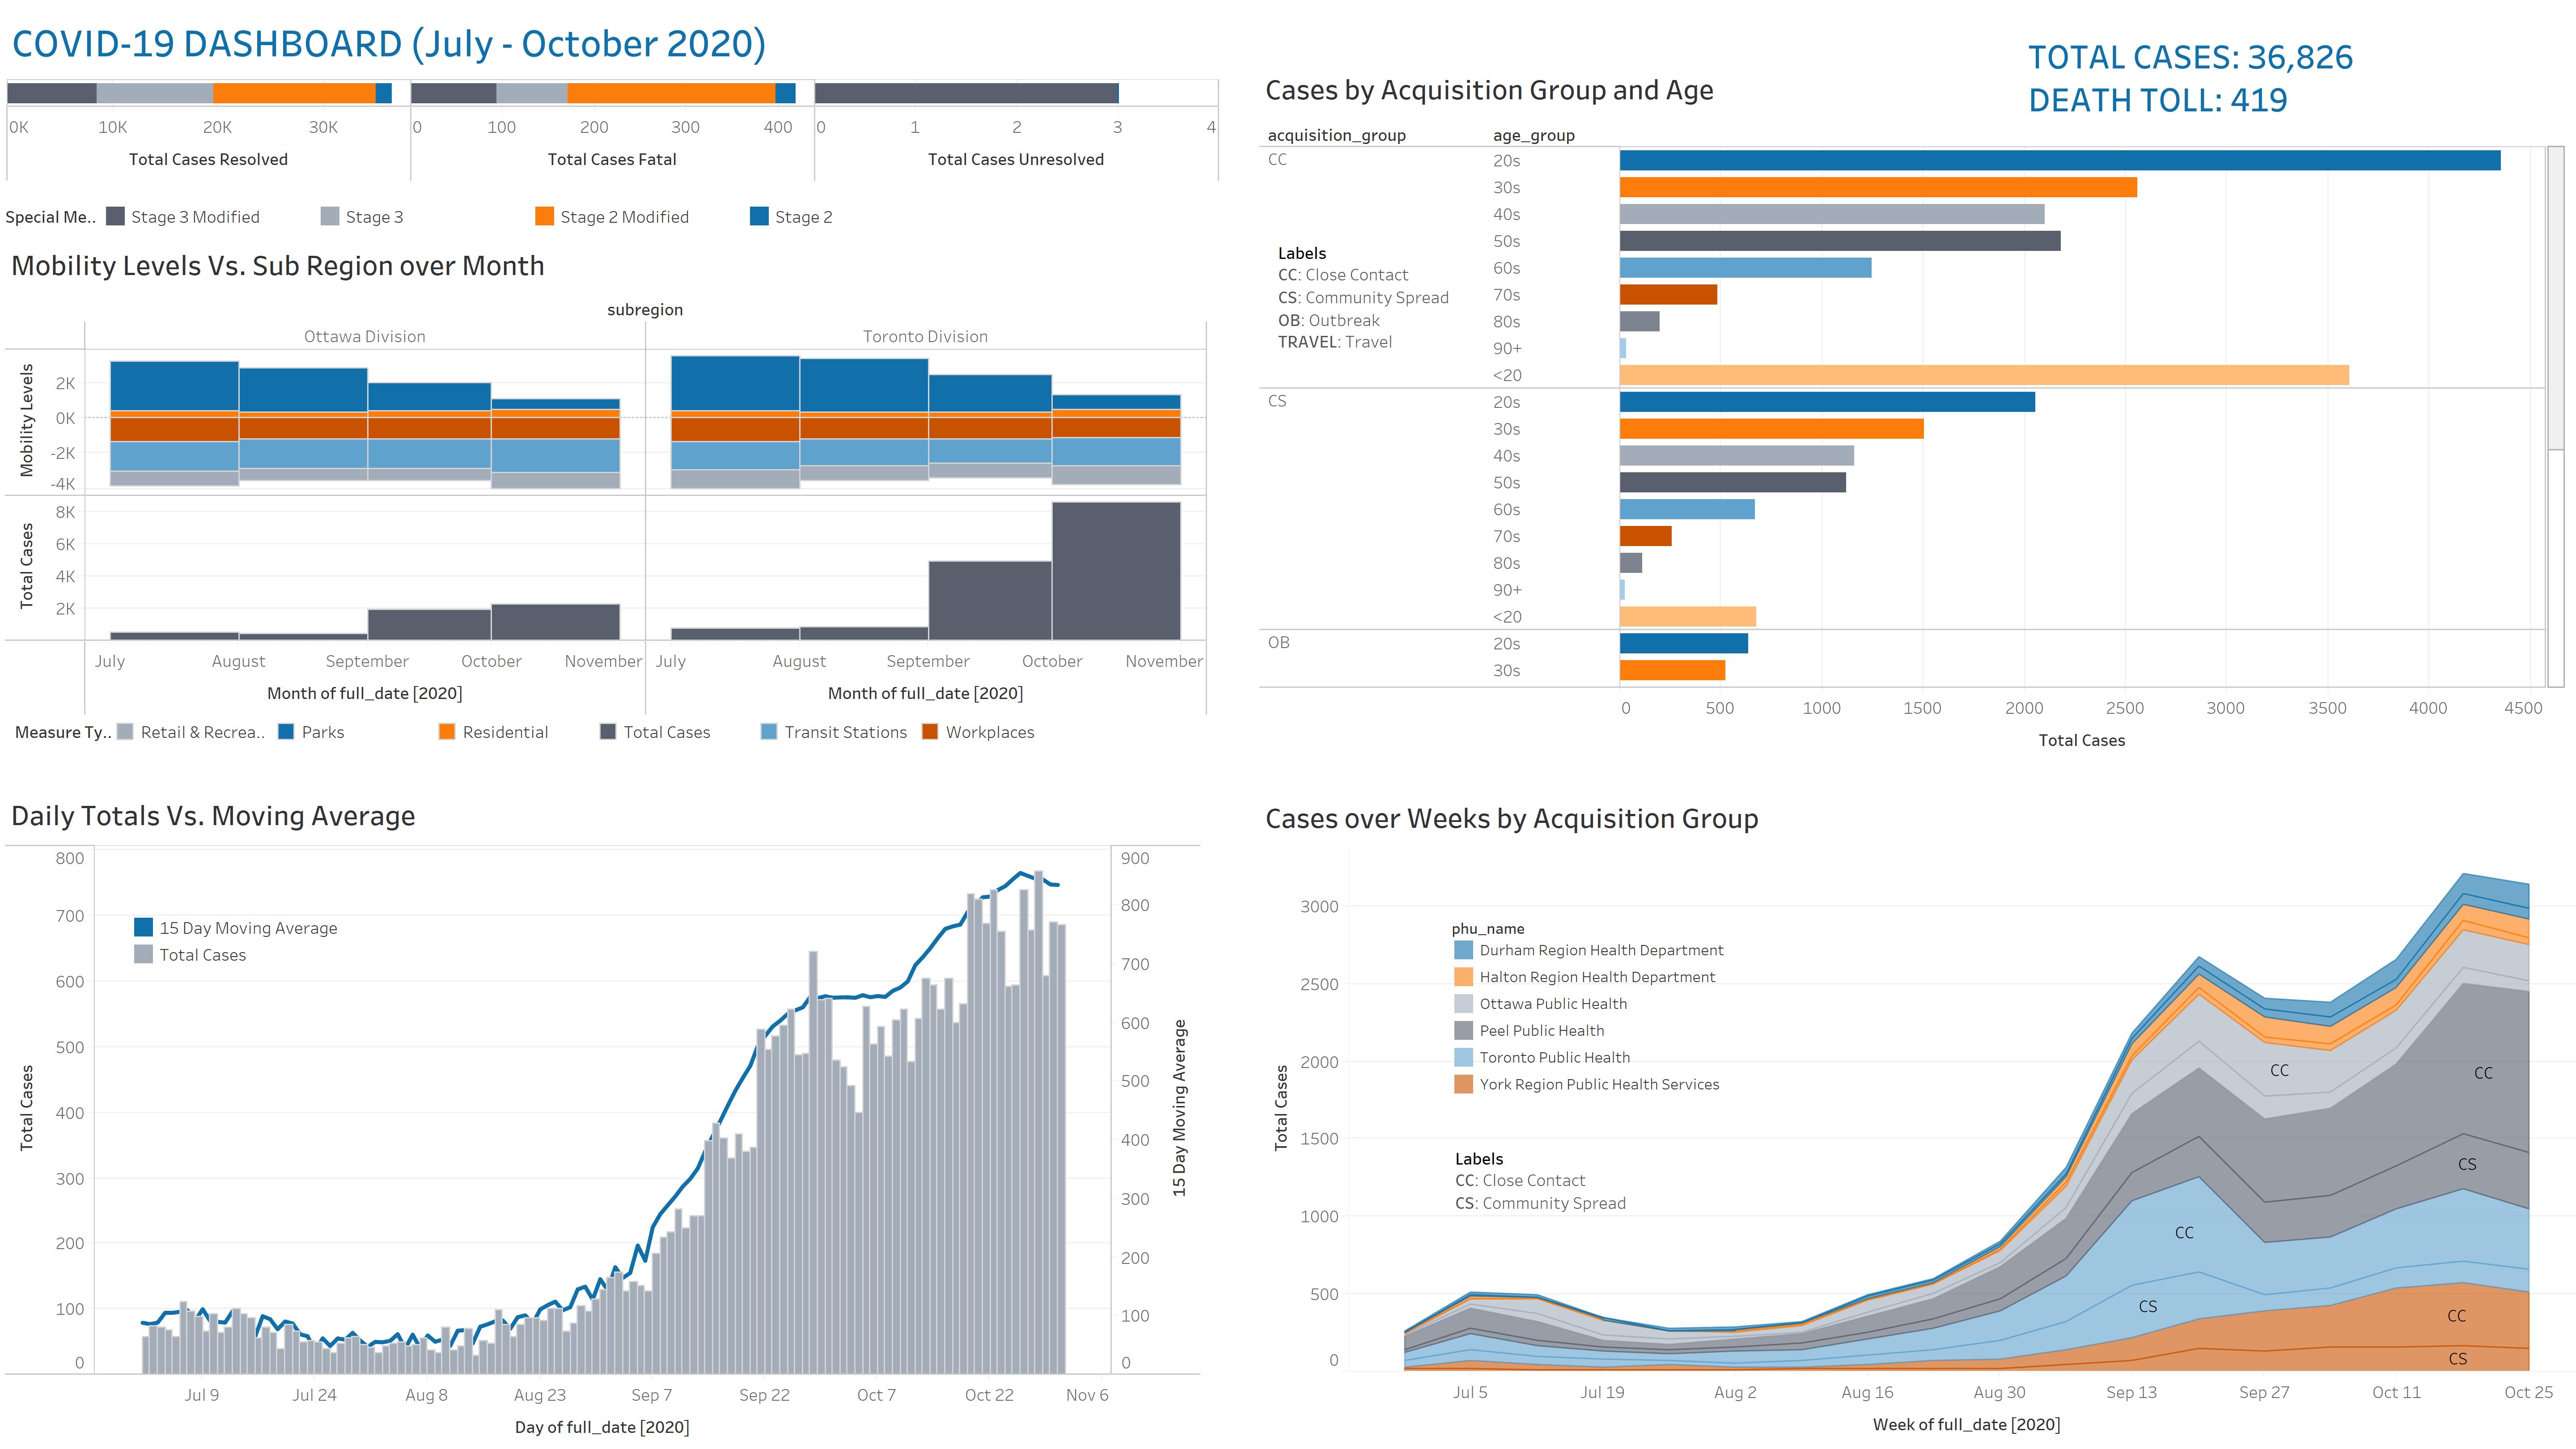 COVID-19 DASHBOARD (July - October 2020)
TOTAL CASES: 36,826
DEATH TOLL: 419
0K 10K 20K 30K
Total Cases Resolved
0 100 200 300 400
Total Cases Fatal
0 1 2 3 4
Total Cases Unresolved
Special Me.. Stage 3 Modified Stage 3 Stage 2 Modified Stage 2
Mobility Levels Vs. Sub Region over Month
subregion
Ottawa Division Toronto Division
Mobility Levels
2K
0K
-2K
-4K
Total Cases
8K
6K
4K
2K
July August September October November July August September October November
Month of full_date [2020] Month of full_date [2020]
Measure Ty.. Retail & Recrea.. Parks Residential Total Cases Transit Stations Workplaces
Cases by Acquisition Group and Age
acquisition_group age_group
CC 20s
30s
40s
50s
60s
70s
80s
90+
<20
Labels
CC: Close Contact
CS: Community Spread
OB: Outbreak
TRAVEL: Travel
CS 20s
30s
40s
50s
60s
70s
80s
90+
<20
OB 20s
30s
0 500 1000 1500 2000 2500 3000 3500 4000 4500
Total Cases
Daily Totals Vs. Moving Average
Total Cases
800
700
600
500
400
300
200
100
0
15 Day Moving Average
Total Cases
900
800
700
600
500
400
300
200
100
0
15 Day Moving Average
Jul 9 Jul 24 Aug 8 Aug 23 Sep 7 Sep 22 Oct 7 Oct 22 Nov 6
Day of full_date [2020]
Cases over Weeks by Acquisition Group
Total Cases
3000
2500
2000
1500
1000
500
0
phu_name
Durham Region Health Department
Halton Region Health Department
Ottawa Public Health
Peel Public Health
Toronto Public Health
York Region Public Health Services
Labels
CC: Close Contact
CS: Community Spread
CC
CC
CS
CC
CS
CC
CS
Jul 5 Jul 19 Aug 2 Aug 16 Aug 30 Sep 13 Sep 27 Oct 11 Oct 25
Week of full_date [2020]